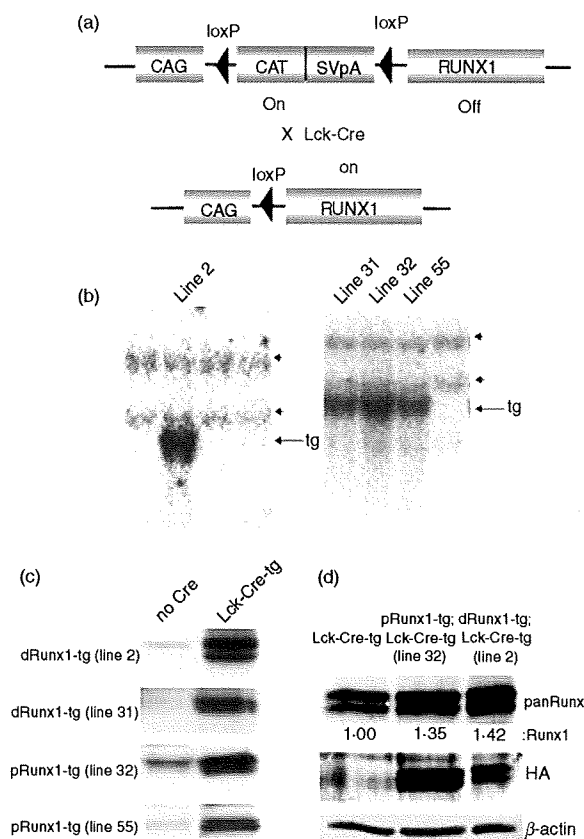 (a)
loxP loxP
CAG CAT SVpA RUNX1
On Off
X Lck-Cre
loxP on
CAG RUNX1
(b)
Line 2 Line 31 Line 32 Line 55
tg tg
(c)
no Cre Lck-Cre-tg
dRunx1-tg (line 2)
dRunx1-tg (line 31)
pRunx1-tg (line 32)
pRunx1-tg (line 55)
(d)
pRunx1-tg; dRunx1-tg;
Lck-Cre-tg Lck-Cre-tg Lck-Cre-tg
(line 32) (line 2)
panRunx
1·00 1·35 1·42 :Runx1
HA
β-actin